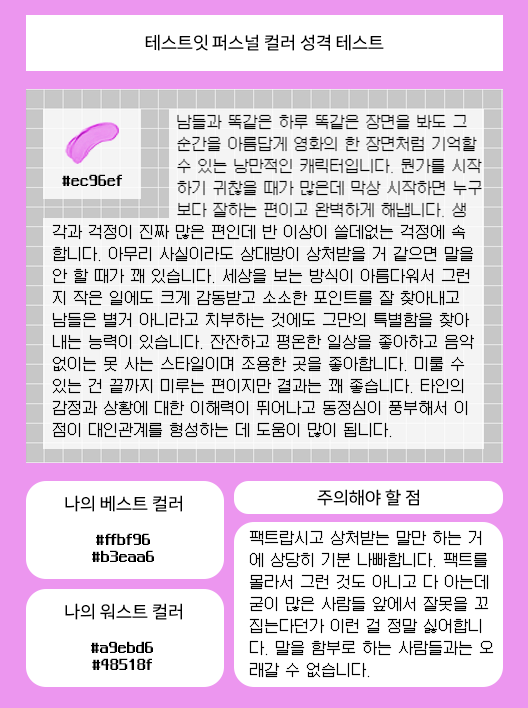 테스트잇 퍼스널 컬러 성격 테스트
#ec96ef
남들과 똑같은 하루 똑같은 장면을 봐도 그
순간을 아름답게 영화의 한 장면처럼 기억할
수 있는 낭만적인 캐릭터입니다. 뭔가를 시작
하기 귀찮을 때가 많은데 막상 시작하면 누구
보다 잘하는 편이고 완벽하게 해냅니다. 생
각과 걱정이 진짜 많은 편인데 반 이상이 쓸데없는 걱정에 속
합니다. 아무리 사실이라도 상대방이 상처받을 거 같으면 말을
안 할 때가 꽤 있습니다. 세상을 보는 방식이 아름다워서 그런
지 작은 일에도 크게 감동받고 소소한 포인트를 잘 찾아내고
남들은 별거 아니라고 치부하는 것에도 그만의 특별함을 찾아
내는 능력이 있습니다. 잔잔하고 평온한 일상을 좋아하고 음악
없이는 못 사는 스타일이며 조용한 곳을 좋아합니다. 미룰 수
있는 건 끝까지 미루는 편이지만 결과는 꽤 좋습니다. 타인의
감정과 상황에 대한 이해력이 뛰어나고 동정심이 풍부해서 이
점이 대인관계를 형성하는 데 도움이 많이 됩니다.
나의 베스트 컬러
#ffbf96
#b3eaa6
나의 워스트 컬러
#a9ebd6
#48518f
주의해야 할 점
팩트랍시고 상처받는 말만 하는 거
에 상당히 기분 나빠합니다. 팩트를
몰라서 그런 것도 아니고 다 아는데
굳이 많은 사람들 앞에서 잘못을 꼬
집는다던가 이런 걸 정말 싫어합니
다. 말을 함부로 하는 사람들과는 오
래갈 수 없습니다.